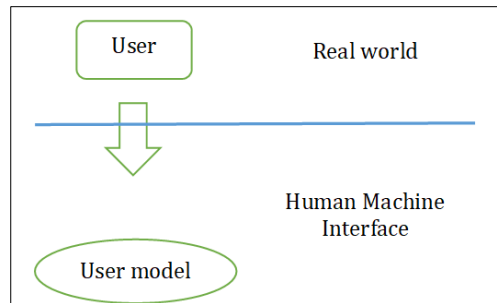 User
Real world
Human Machine
Interface
User model